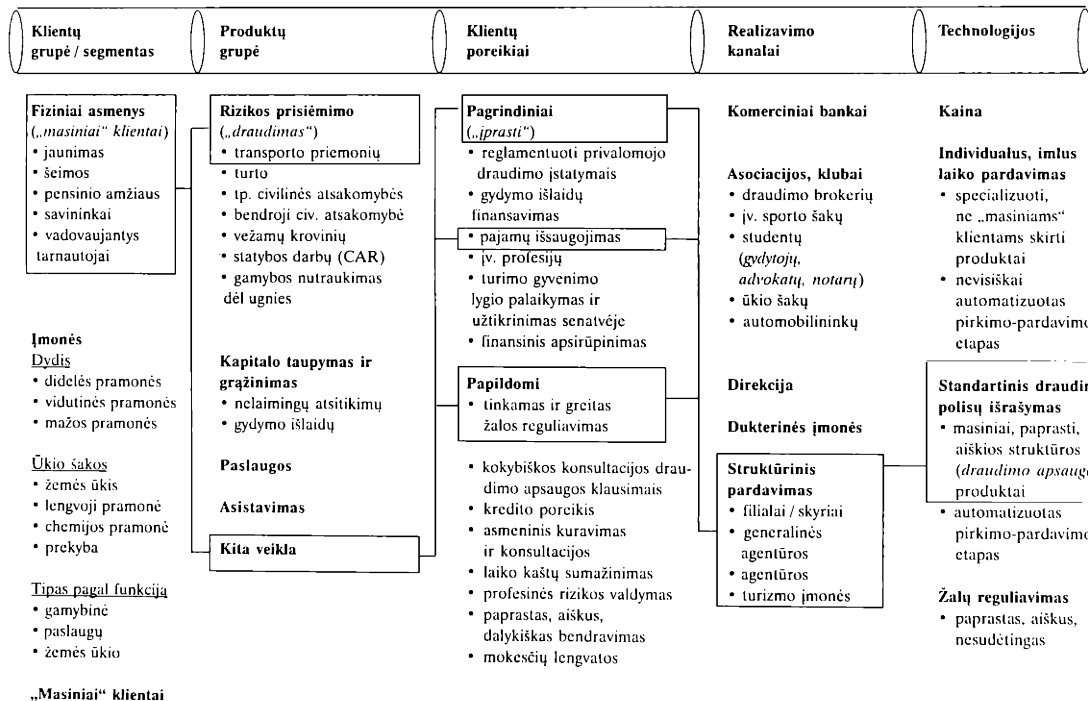 Klientų
grupė / segmentas
Produktų
grupė
Klientų
poreikiai
Realizavimo
kanalai
Technologijos
Fiziniai asmenys
(„masiniai“ klientai)
• jaunimas
• šeimos
• pensinio amžiaus
• savininkai
• vadovaujantys
tarnautojai
Įmonės
Dydis
• didelės pramonės
• vidutinės pramonės
• mažos pramonės
Ūkio šakos
• žemės ūkis
• lengvoji pramonė
• chemijos pramonė
• prekyba
Tipas pagal funkciją
• gamybinė
• paslaugų
• žemės ūkio
„Masiniai“ klientai
Rizikos prisiėmimo
(„draudimas“)
• transporto priemonių
• turto
• tp. civilinės atsakomybės
• bendroji civ. atsakomybė
• vežamų krovinių
• statybos darbų (CAR)
• gamybos nutraukimas
dėl ugnies
Kapitalo taupymas ir
grąžinimas
• nelaimingų atsitikimų
• gydymo išlaidų
Paslaugos
Asistavimas
Kita veikla
Pagrindiniai
(„įprasti“)
• reglamentuoti privalomojo
draudimo įstatymais
• gydymo išlaidų
finansavimas
• pajamų išsaugojimas
• įv. profesijų
• turimo gyvenimo
lygio palaikymas ir
užtikrinimas senatvėje
• finansinis apsirūpinimas
Papildomi
• tinkamas ir greitas
žalos reguliavimas
• kokybiškos konsultacijos drau-
dimo apsaugos klausimais
• kredito poreikis
• asmeninis kuravimas
ir konsultacijos
• laiko kaštų sumažinimas
• profesinės rizikos valdymas
• paprastas, aiškus,
dalykiškas bendravimas
• mokesčių lengvatos
Komerciniai bankai
Asociacijos, klubai
• draudimo brokerių
• įv. sporto šakų
• studentų
(gydytojų,
advokatų, notarų)
• ūkio šakų
• automobilininkų
Direkcija
Dukterinės įmonės
Struktūrinis
pardavimas
• filialai / skyriai
• generalinės
agentūros
• agentūros
• turizmo įmonės
Kaina
Individualus, imlus
laiko pardavimas
• specializuoti,
ne „masiniams“
klientams skirti
produktai
• nevisiškai
automatizuotas
pirkimo-pardavimo
etapas
Standartinis draudim
polisų išrašymas
• masiniai, paprasti,
aiškios struktūros
(draudimo apsaugo
produktai
• automatizuotas
pirkimo-pardavimo
etapas
Žalų reguliavimas
• paprastas, aiškus,
nesudėtingas